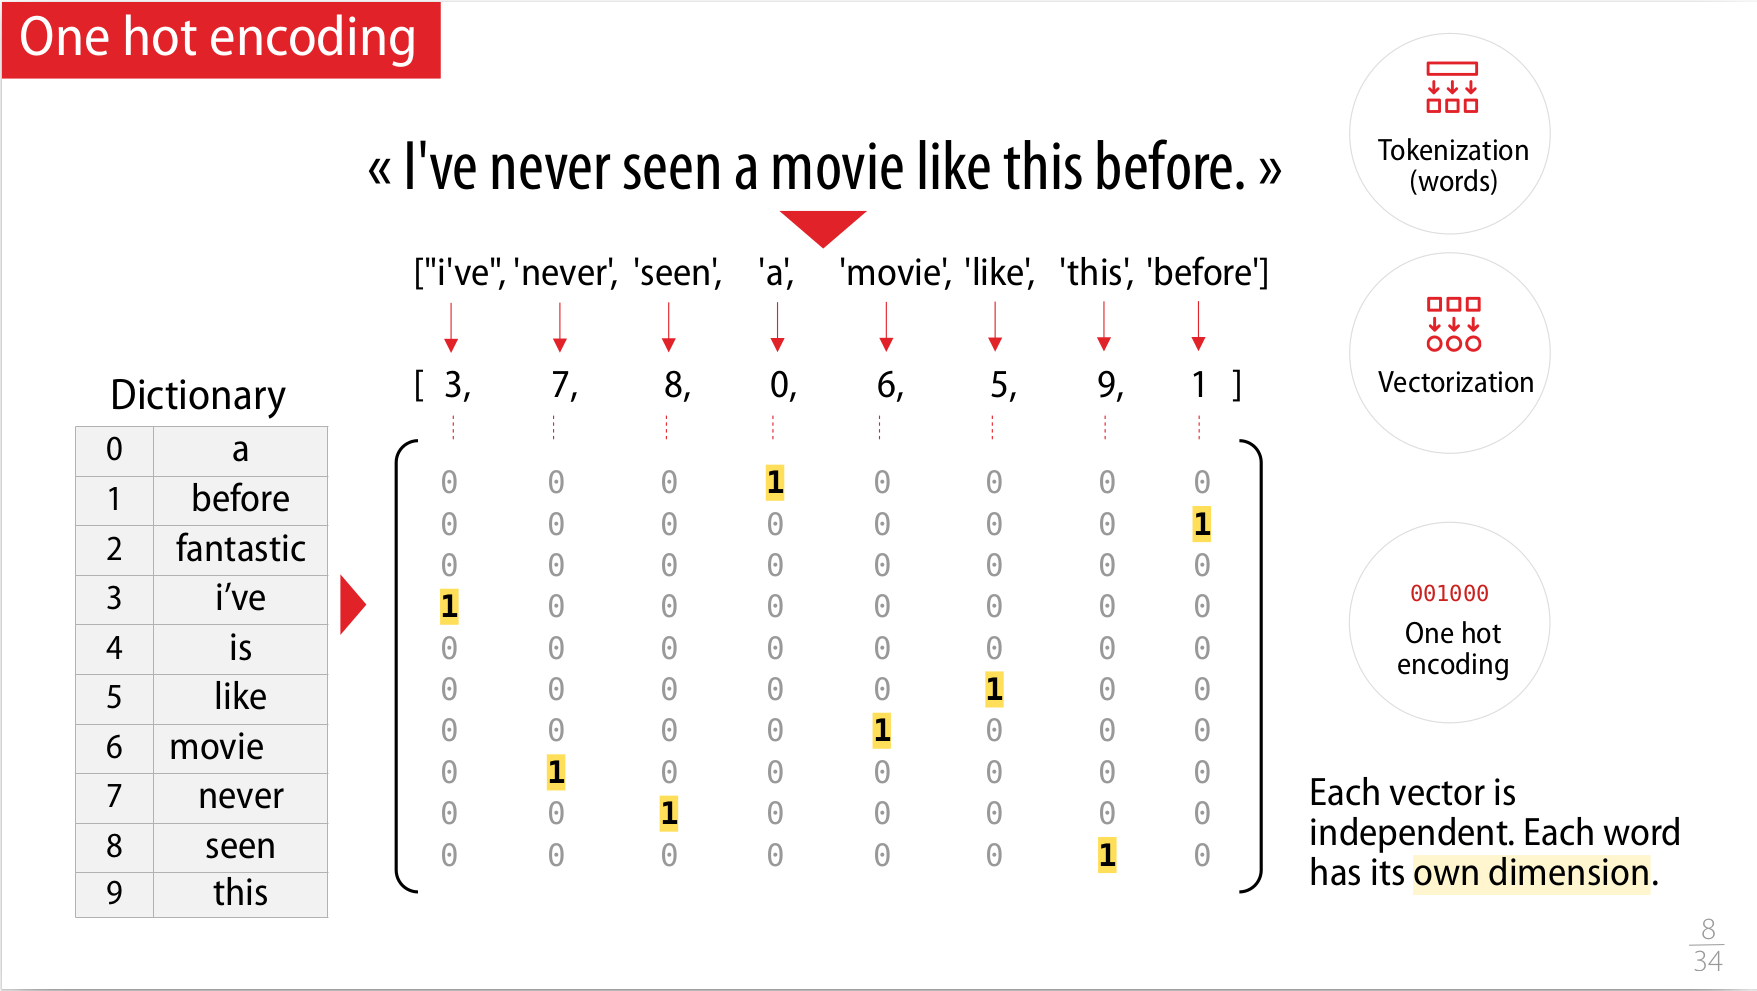 One hot encoding
« I've never seen a movie like this before. »
["i've", 'never', 'seen', 'a', 'movie', 'like', 'this', 'before']
[ 3, 7, 8, 0, 6, 5, 9, 1 ]
Dictionary
0 a
1 before
2 fantastic
3 i’ve
4 is
5 like
6 movie
7 never
8 seen
9 this
0 0 0 1 0 0 0 0
0 0 0 0 0 0 0 1
0 0 0 0 0 0 0 0
1 0 0 0 0 0 0 0
0 0 0 0 0 0 0 0
0 0 0 0 0 1 0 0
0 0 0 0 1 0 0 0
0 1 0 0 0 0 0 0
0 0 1 0 0 0 0 0
0 0 0 0 0 0 1 0
Tokenization
(words)
Vectorization
001000
One hot
encoding
Each vector is
independent. Each word
has its own dimension.
8
34